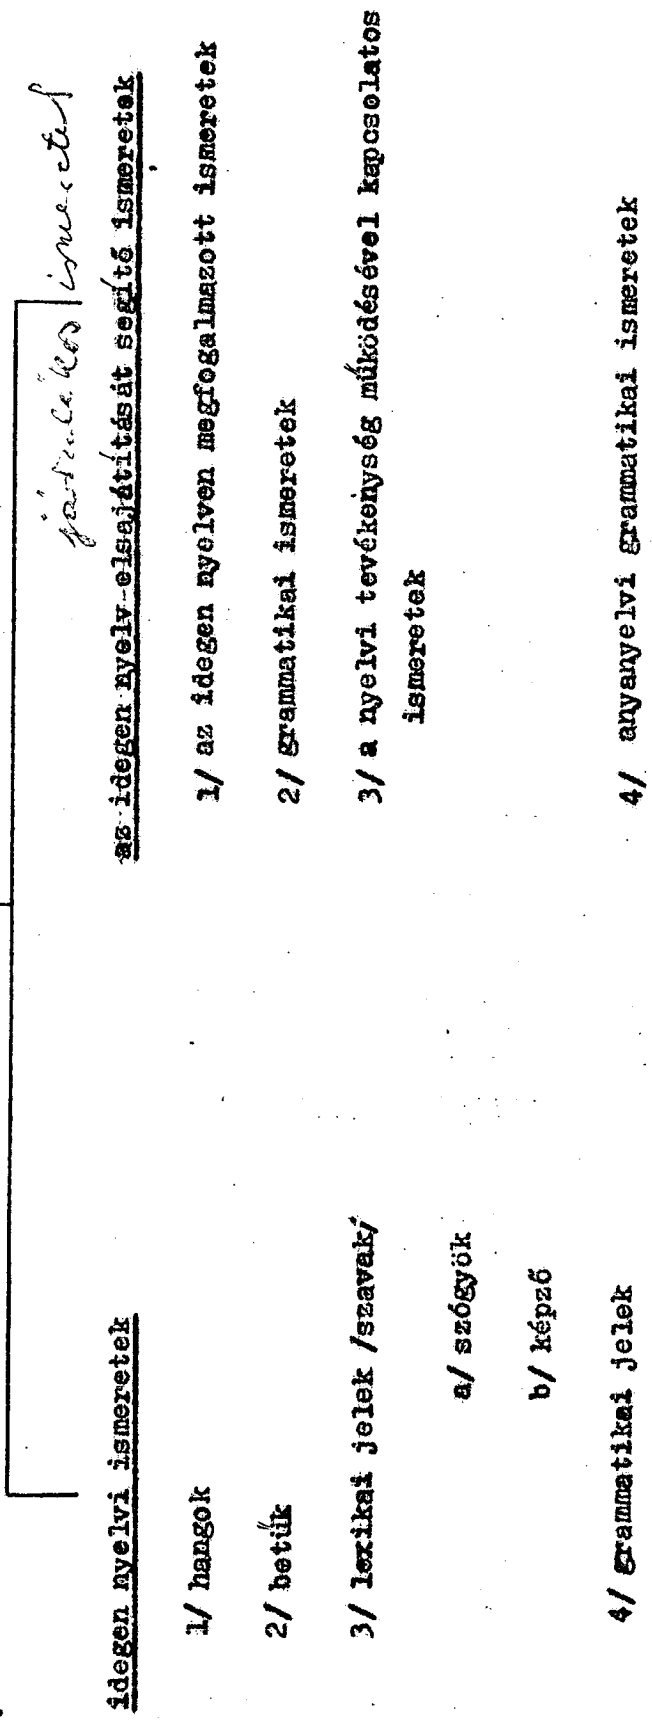 járulékos ismeretek
idegen nyelvi ismeretek
1/ hangok
2/ betűk
3/ lexikai jelek /szavak/
a/ szógyök
b/ képző
4/ grammatikai jelek
az idegen nyelv elsajátítását segítő ismeretek
1/ az idegen nyelven megfogalmazott ismeretek
2/ grammatikai ismeretek
3/ a nyelvi tevékenység működésével kapcsolatos
ismeretek
4/ anyanyelvi grammatikai ismeretek